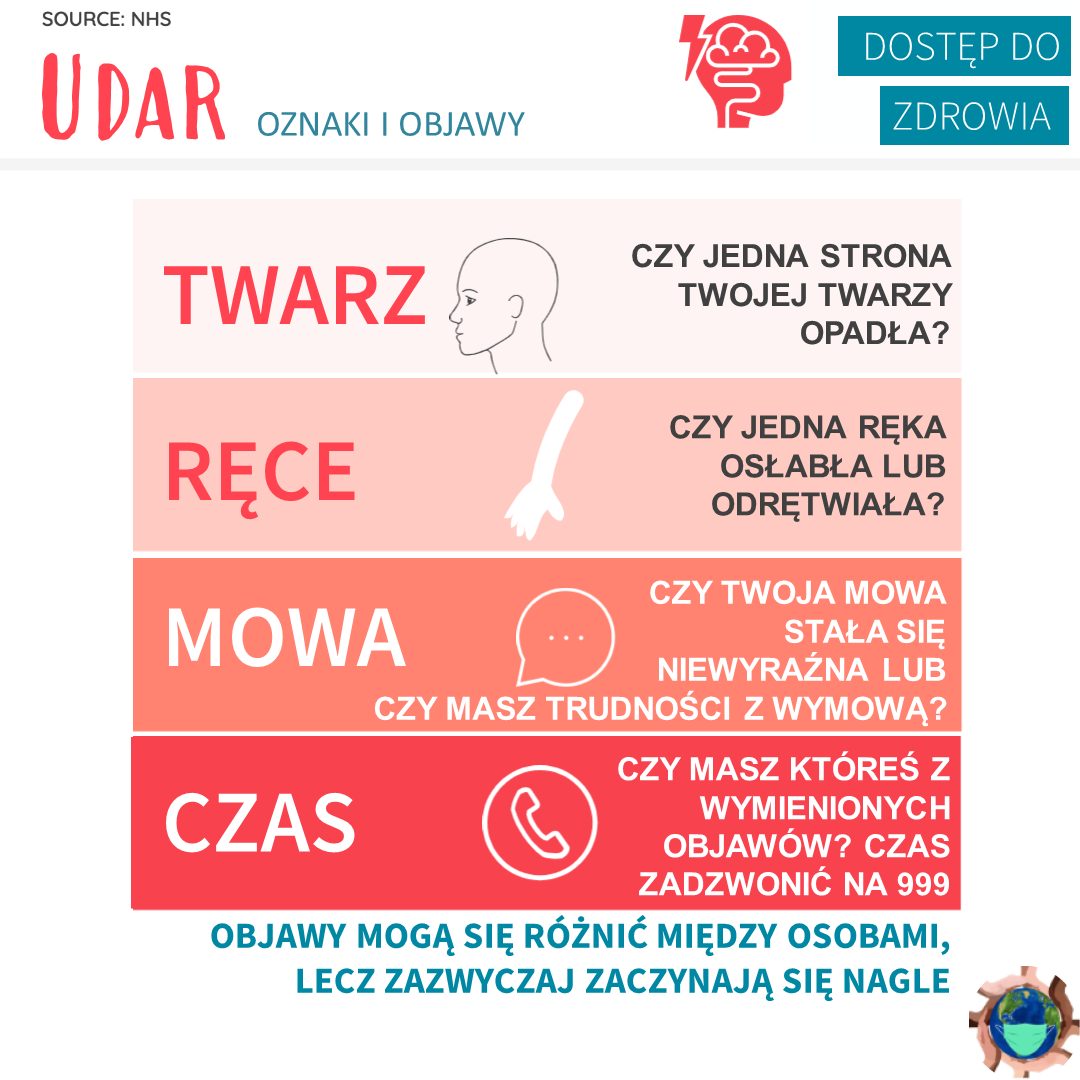 SOURCE: NHS
UDAR
OZNAKI I OBJAWY
DOSTĘP DO
ZDROWIA
TWARZ
CZY JEDNA STRONA
TWOJEJ TWARZY
OPADŁA?
RĘCE
CZY JEDNA RĘKA
OSŁABŁA LUB
ODRĘTWIAŁA?
MOWA
CZY TWOJA MOWA
STAŁA SIĘ
NIEWYRAŹNA LUB
CZY MASZ TRUDNOŚCI Z WYMOWĄ?
CZAS
CZY MASZ KTÓREŚ Z
WYMIENIONYCH
OBJAWÓW? CZAS
ZADZWONIĆ NA 999
OBJAWY MOGĄ SIĘ RÓŻNIĆ MIĘDZY OSOBAMI,
LECZ ZAZWYCZAJ ZACZYNAJĄ SIĘ NAGLE